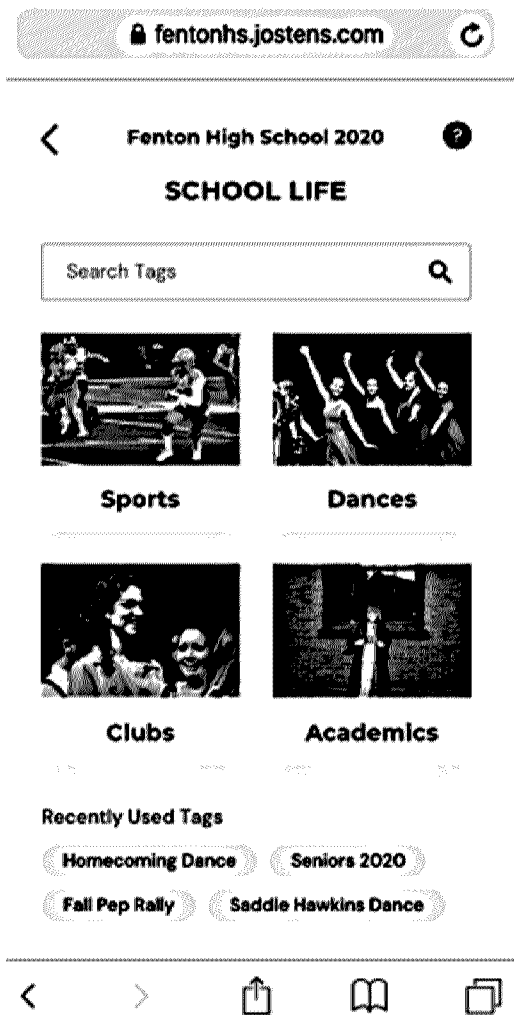 fentonhs.jostens.com
Fenton High School 2020
?
SCHOOL LIFE
Search Tags
Sports Dances
Clubs Academics
Recently Used Tags
Homecoming Dance Seniors 2020
Fall Pep Rally Saddie Hawkins Dance